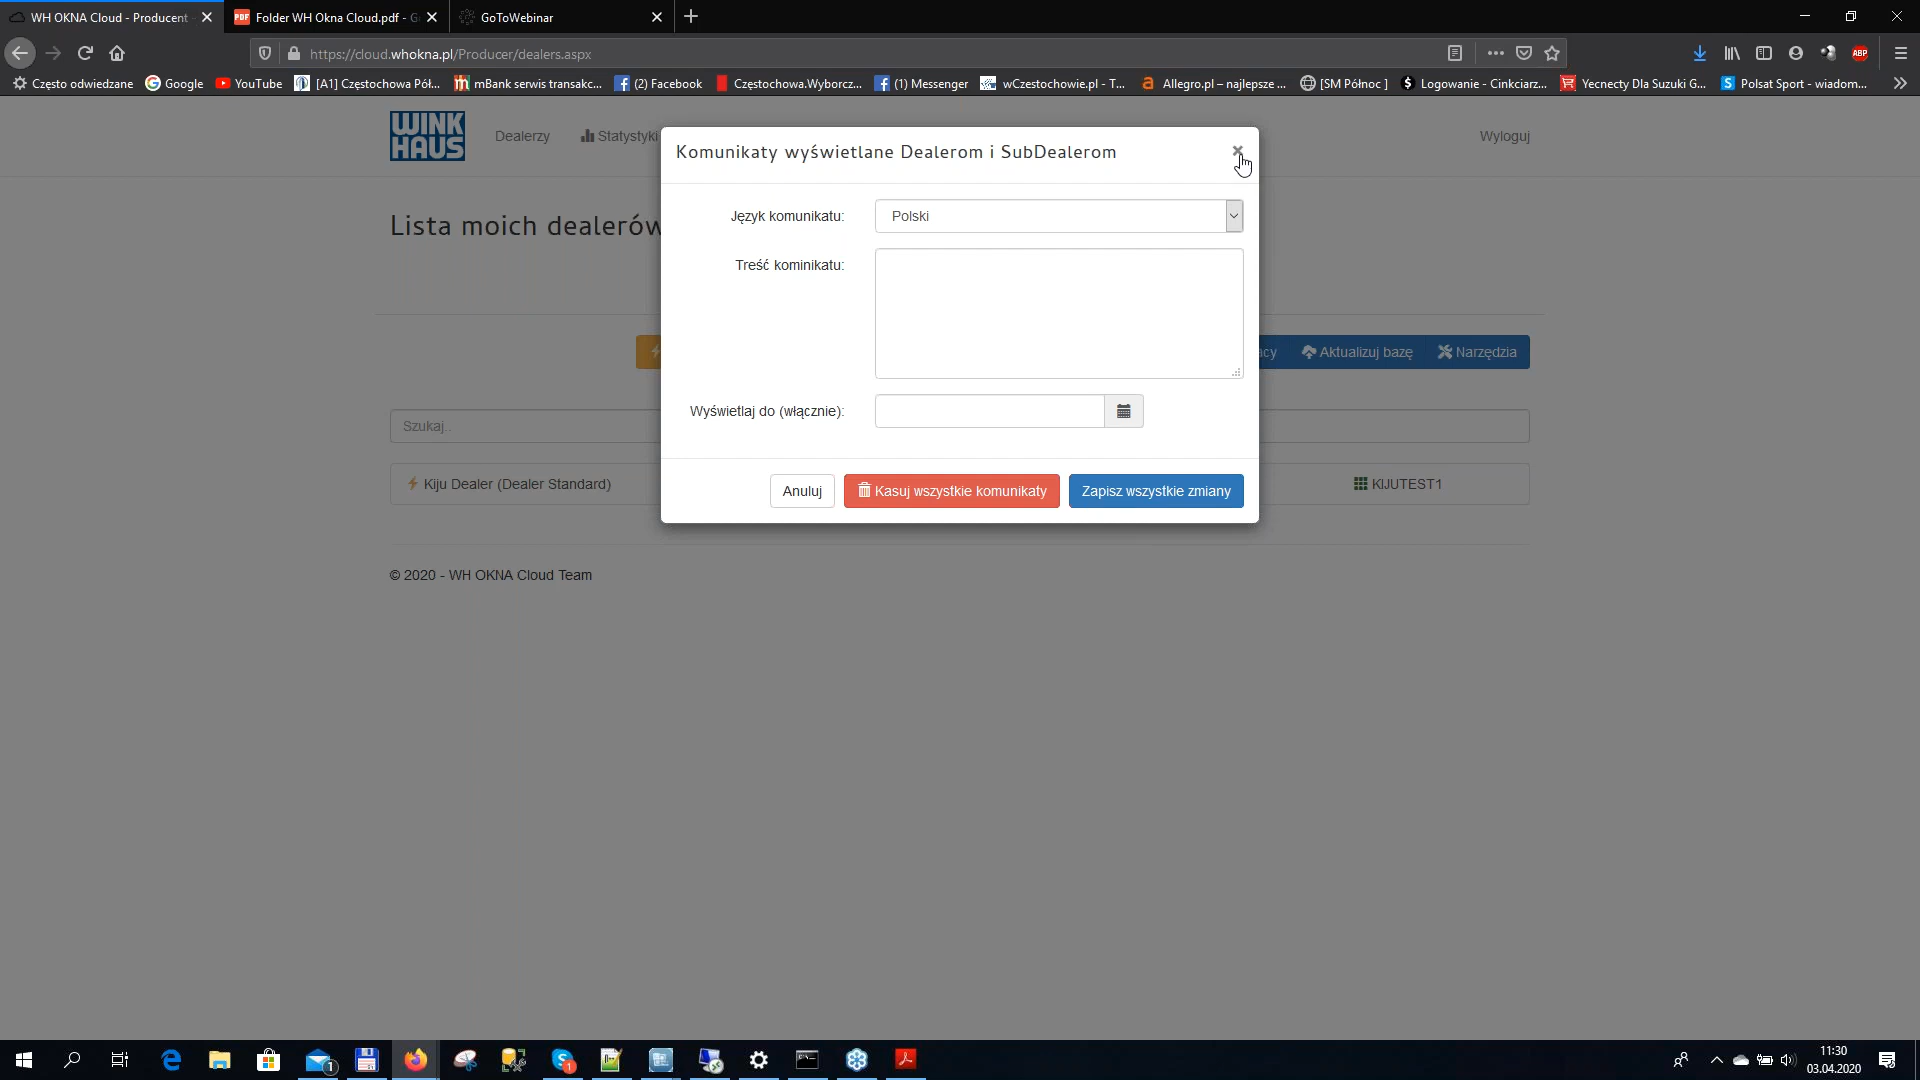 WH OKNA Cloud - Producent -
Folder WH Okna Cloud.pdf - G
GoToWebinar
https://cloud.whokna.pl/Producer/dealers.aspx
ABP
Często odwiedzane
Google
YouTube
[A1] Częstochowa Pół...
mBank serwis transakc...
(2) Facebook
Częstochowa.Wyborcz...
(1) Messenger
wCzestochowie.pl - T...
Allegro.pl – najlepsze ...
[SM Północ ]
Logowanie - Cinkciarz...
Yecnecty Dla Suzuki G...
Polsat Sport - wiadom...
WINK
HAUS
Dealerzy
Statystyki
Wyloguj
Komunikaty wyświetlane Dealerom i SubDealerom
Lista moich dealerów
Język komunikatu:
Polski
Treść kominikatu:
acy
Aktualizuj bazę
Narzędzia
Wyświetlaj do (włącznie):
Szukaj..
Anuluj
Kasuj wszystkie komunikaty
Zapisz wszystkie zmiany
Kiju Dealer (Dealer Standard)
KIJUTEST1
© 2020 - WH OKNA Cloud Team
11:30
03.04.2020